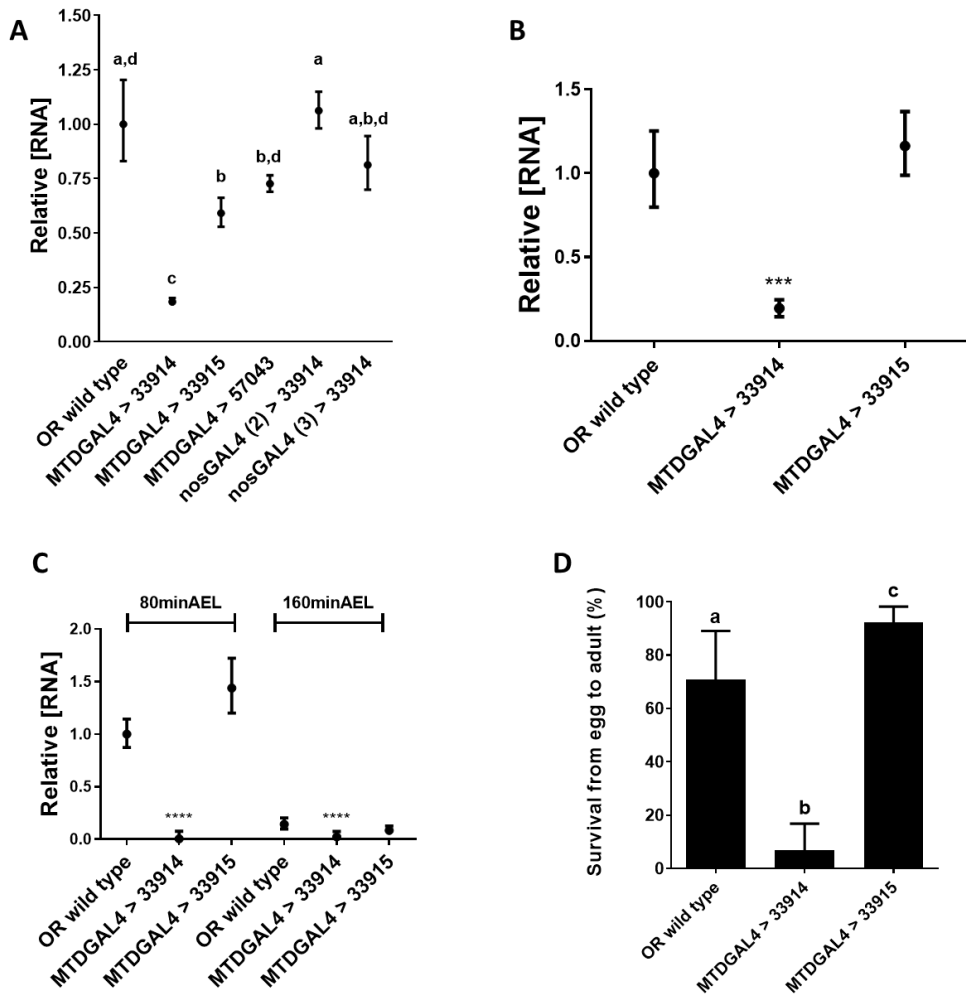 A
Relative [RNA]
1.50
1.25
1.00
0.75
0.50
0.25
0.00
a,d
c
b
b,d
a
a,b,d
OR wild type
MTDGAL4 > 33914
MTDGAL4 > 33915
MTDGAL4 > 57043
nosGAL4 (2) > 33914
nosGAL4 (3) > 33914
B
Relative [RNA]
1.5
1.0
0.5
0.0
***
OR wild type
MTDGAL4 > 33914
MTDGAL4 > 33915
C
80minAEL
160minAEL
Relative [RNA]
2.0
1.5
1.0
0.5
0.0
****
****
OR wild type
MTDGAL4 > 33914
MTDGAL4 > 33915
OR wild type
MTDGAL4 > 33914
MTDGAL4 > 33915
D
Survival from egg to adult (%)
100
80
60
40
20
0
a
b
c
OR wild type
MTDGAL4 > 33914
MTDGAL4 > 33915